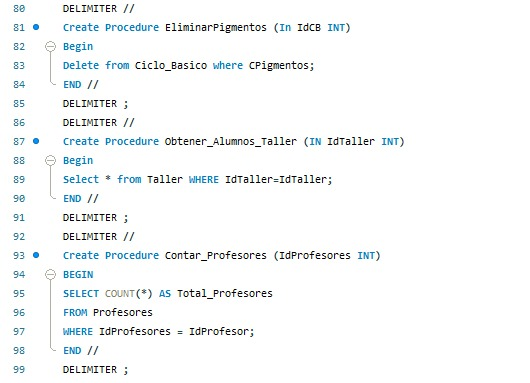 80 DELIMITER //
81 Create Procedure EliminarPigmentos (In IdCB INT)
82 Begin
83 Delete from Ciclo_Basico where CPigmentos;
84 END //
85 DELIMITER ;
86 DELIMITER //
87 Create Procedure Obtener_Alumnos_Taller (IN IdTaller INT)
88 Begin
89 Select * from Taller WHERE IdTaller=IdTaller;
90 END //
91 DELIMITER ;
92 DELIMITER //
93 Create Procedure Contar_Profesores (IdProfesores INT)
94 BEGIN
95 SELECT COUNT(*) AS Total_Profesores
96 FROM Profesores
97 WHERE IdProfesores = IdProfesor;
98 END //
99 DELIMITER ;